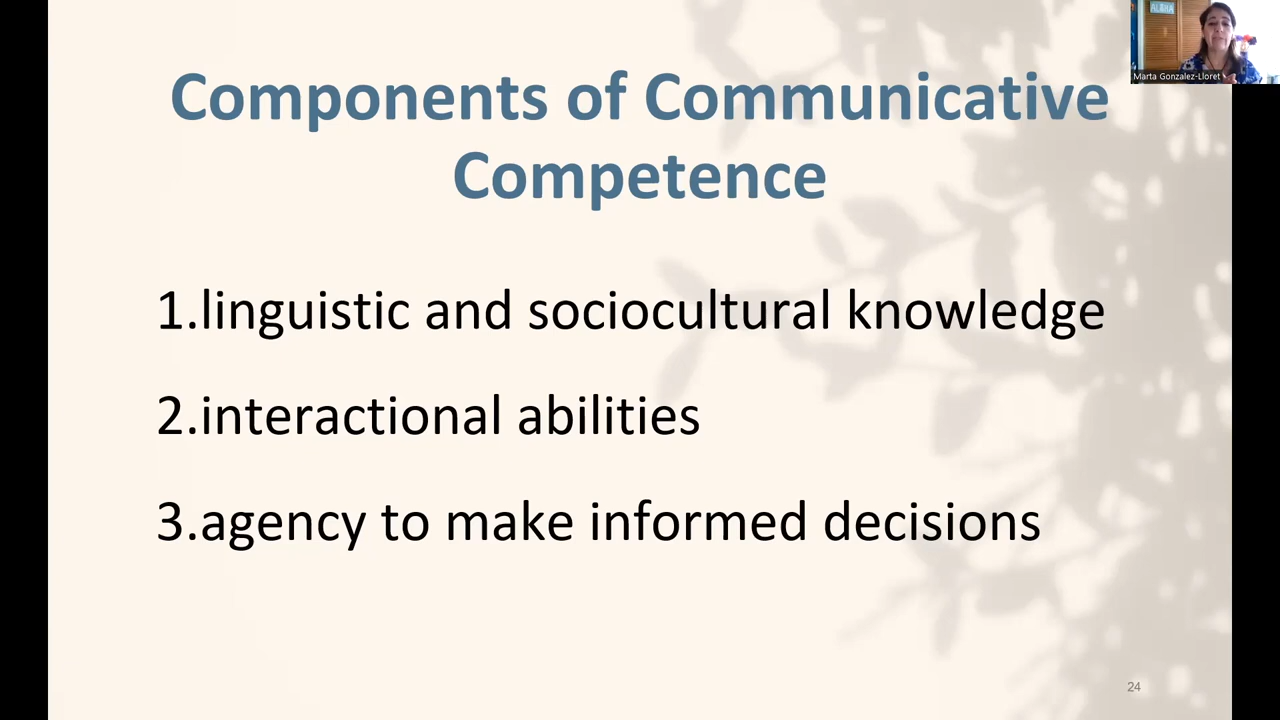 ALOHA
Marta Gonzalez-Lloret
Components of Communicative
Competence
1.linguistic and sociocultural knowledge
2.interactional abilities
3.agency to make informed decisions
24